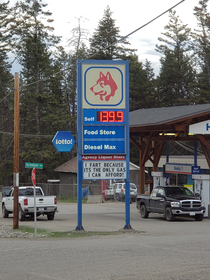 Self 139.9
lotto!
Food Store
Diesel Max
Agency Liquor Store
I FART BECAUSE
ITS THE ONLY GAS
I CAN AFFORD!